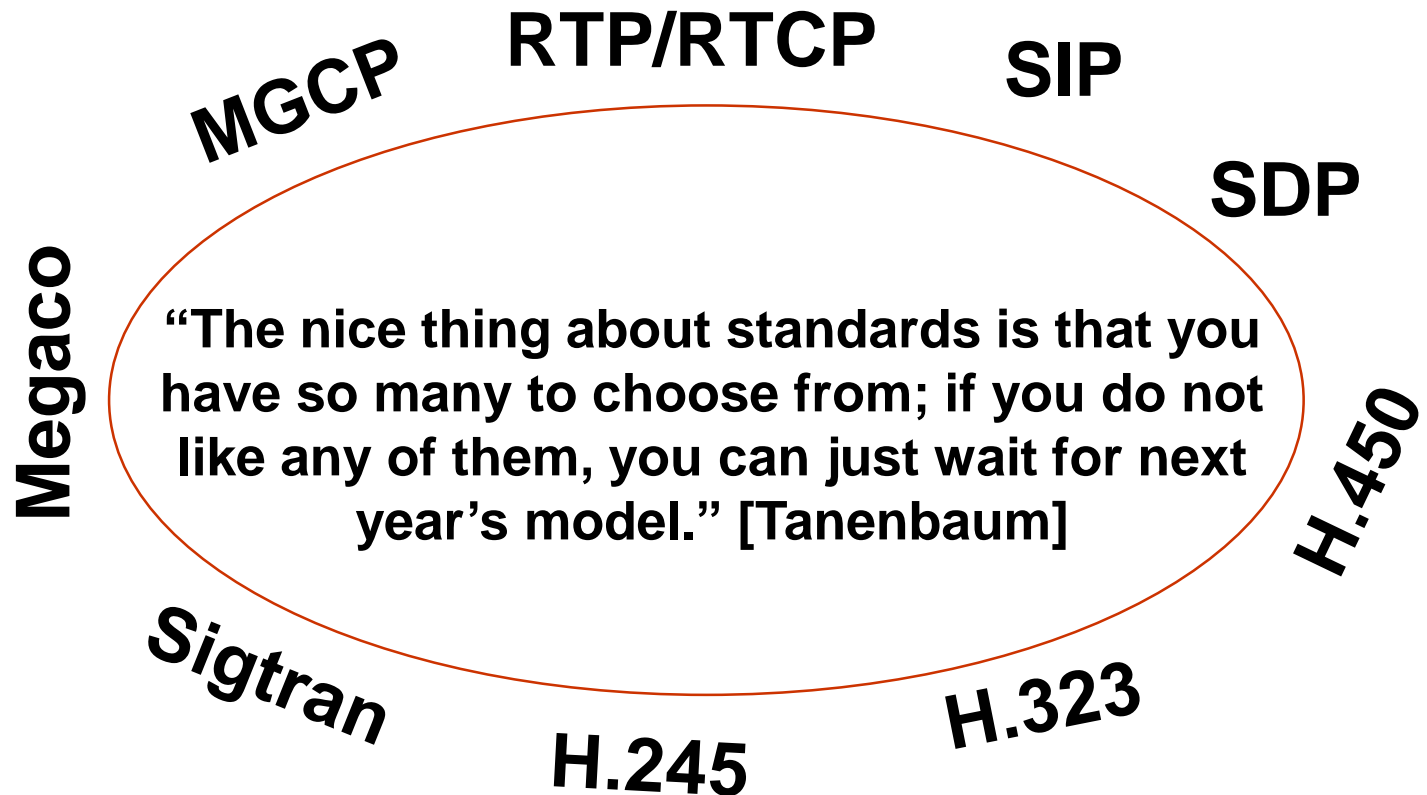 RTP/RTCP
MGCP
SIP
SDP
Megaco
“The nice thing about standards is that you
have so many to choose from; if you do not
like any of them, you can just wait for next
year’s model.” [Tanenbaum]
H.450
Sigtran
H.323
H.245